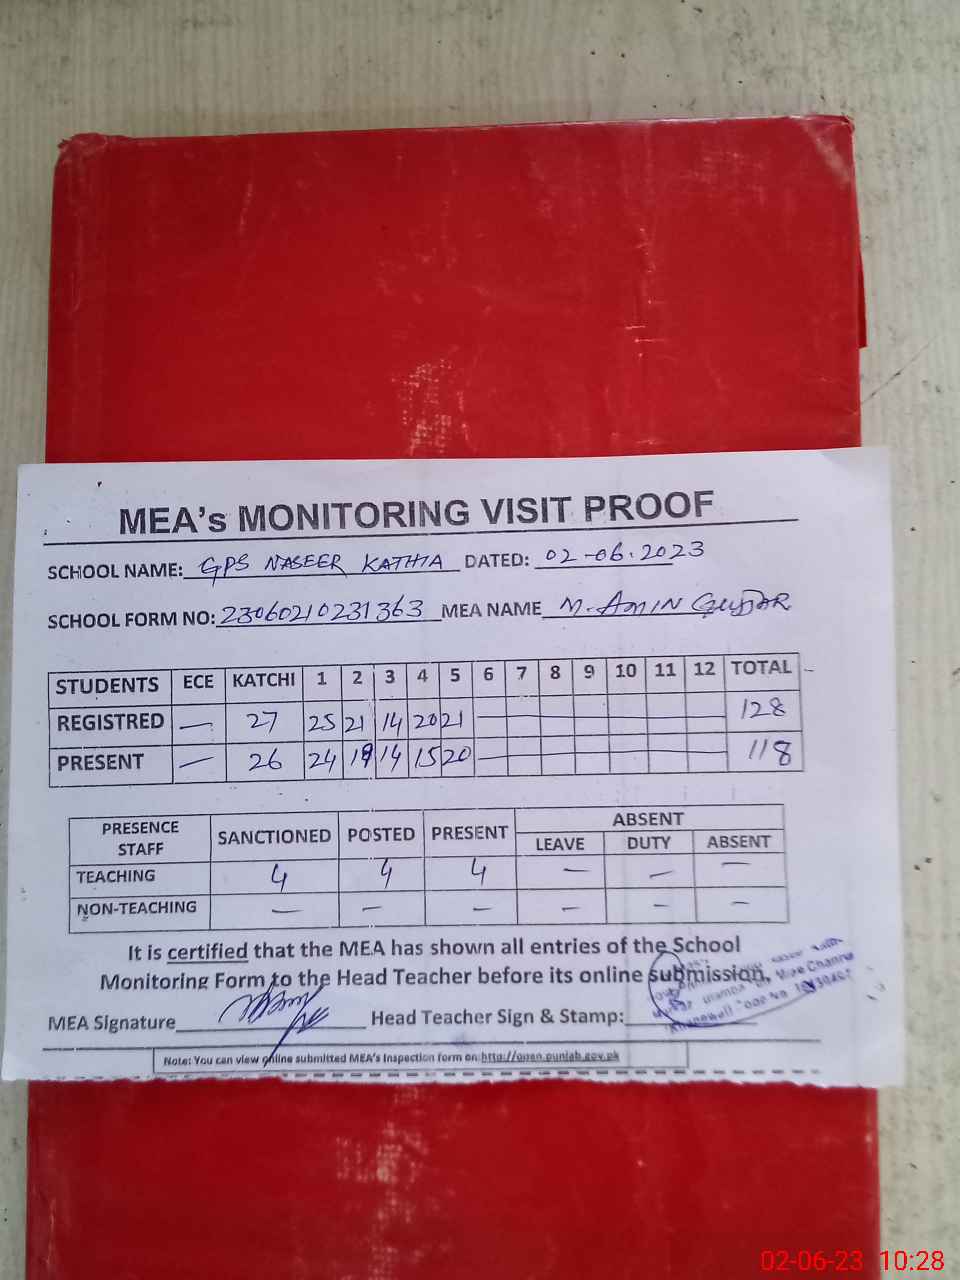 MEA's MONITORING VISIT PROOF
SCHOOL NAME: GPS NASEER KATHIA DATED: 02-06.2023
SCHOOL FORM NO: 23060210231363 MEA NAME M. AMIN GUJJAR
STUDENTS ECE KATCHI 1 2 3 4 5 6 7 8 9 10 11 12 TOTAL
REGISTRED — 27 25 21 14 20 21 — 128
PRESENT — 26 24 19 14 15 20 — 118
PRESENCE STAFF SANCTIONED POSTED PRESENT ABSENT
LEAVE DUTY ABSENT
TEACHING 4 4 4 — — —
NON-TEACHING — — — — — —
It is certified that the MEA has shown all entries of the School
Monitoring Form to the Head Teacher before its online submission.
MEA Signature Head Teacher Sign & Stamp:
Mian Channu
Khanewal
Note: You can view online submitted MEA's Inspection form on: http://open.punjab.gov.pk
02-06-23 10:28